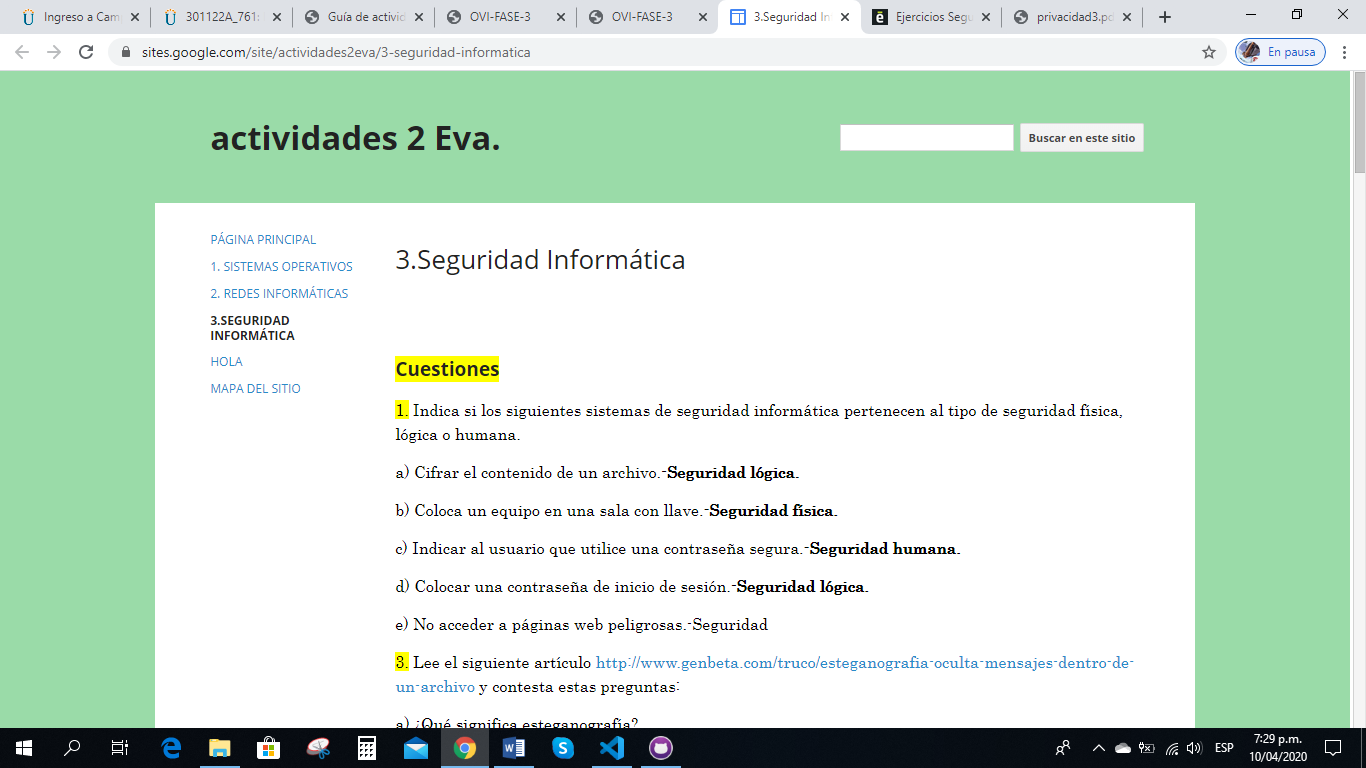 Ingreso a Cam
301122A_761
Guía de activid
OVI-FASE-3
OVI-FASE-3
3.Seguridad In
Ejercicios Segu
privacidad3.pd
sites.google.com/site/actividades2eva/3-seguridad-informatica
En pausa
actividades 2 Eva.
Buscar en este sitio
PÁGINA PRINCIPAL
1. SISTEMAS OPERATIVOS
2. REDES INFORMÁTICAS
3.SEGURIDAD
INFORMÁTICA
HOLA
MAPA DEL SITIO
3.Seguridad Informática
Cuestiones
1. Indica si los siguientes sistemas de seguridad informática pertenecen al tipo de seguridad física,
lógica o humana.
a) Cifrar el contenido de un archivo.-Seguridad lógica.
b) Coloca un equipo en una sala con llave.-Seguridad física.
c) Indicar al usuario que utilice una contraseña segura.-Seguridad humana.
d) Colocar una contraseña de inicio de sesión.-Seguridad lógica.
e) No acceder a páginas web peligrosas.-Seguridad
3. Lee el siguiente artículo http://www.genbeta.com/truco/esteganografia-oculta-mensajes-dentro-de-
un-archivo y contesta estas preguntas:
a) ¿Qué significa esteganografía?
ESP
7:29 p.m.
10/04/2020